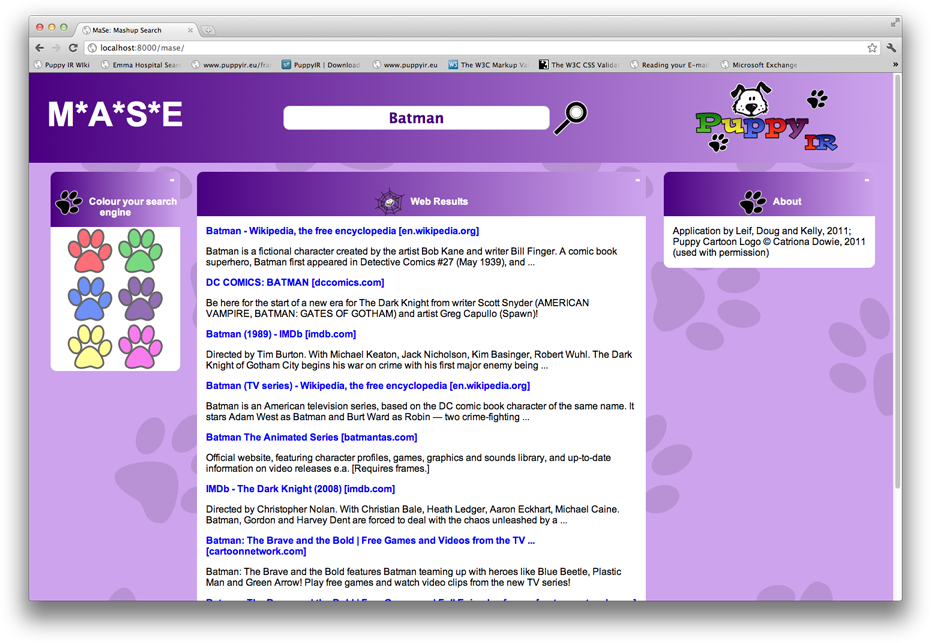 MaSe: Mashup Search
localhost:8000/mase/
Puppy IR Wiki
Emma Hospital Sear
www.puppyir.eu/fra
PuppyIR | Download
www.puppyir.eu
The W3C Markup Va
The W3C CSS Valida
Reading your E-mail
Microsoft Exchange
M*A*S*E
Batman
Puppy
IR
Colour your search
engine
Web Results
Batman - Wikipedia, the free encyclopedia [en.wikipedia.org]
Batman is a fictional character created by the artist Bob Kane and writer Bill Finger. A comic book
superhero, Batman first appeared in Detective Comics #27 (May 1939), and ...
DC COMICS: BATMAN [dccomics.com]
Be here for the start of a new era for The Dark Knight from writer Scott Snyder (AMERICAN
VAMPIRE, BATMAN: GATES OF GOTHAM) and artist Greg Capullo (Spawn)!
Batman (1989) - IMDb [imdb.com]
Directed by Tim Burton. With Michael Keaton, Jack Nicholson, Kim Basinger, Robert Wuhl. The Dark
Knight of Gotham City begins his war on crime with his first major enemy being ...
Batman (TV series) - Wikipedia, the free encyclopedia [en.wikipedia.org]
Batman is an American television series, based on the DC comic book character of the same name. It
stars Adam West as Batman and Burt Ward as Robin — two crime-fighting ...
Batman The Animated Series [batmantas.com]
Official website, featuring character profiles, games, graphics and sounds library, and up-to-date
information on video releases e.a. [Requires frames.]
IMDb - The Dark Knight (2008) [imdb.com]
Directed by Christopher Nolan. With Christian Bale, Heath Ledger, Aaron Eckhart, Michael Caine.
Batman, Gordon and Harvey Dent are forced to deal with the chaos unleashed by a ...
Batman: The Brave and the Bold | Free Games and Videos from the TV ...
[cartoonnetwork.com]
Batman: The Brave and the Bold features Batman teaming up with heroes like Blue Beetle, Plastic
Man and Green Arrow! Play free games and watch video clips from the new TV series!
About
Application by Leif, Doug and Kelly, 2011;
Puppy Cartoon Logo © Catriona Dowie, 2011
(used with permission)